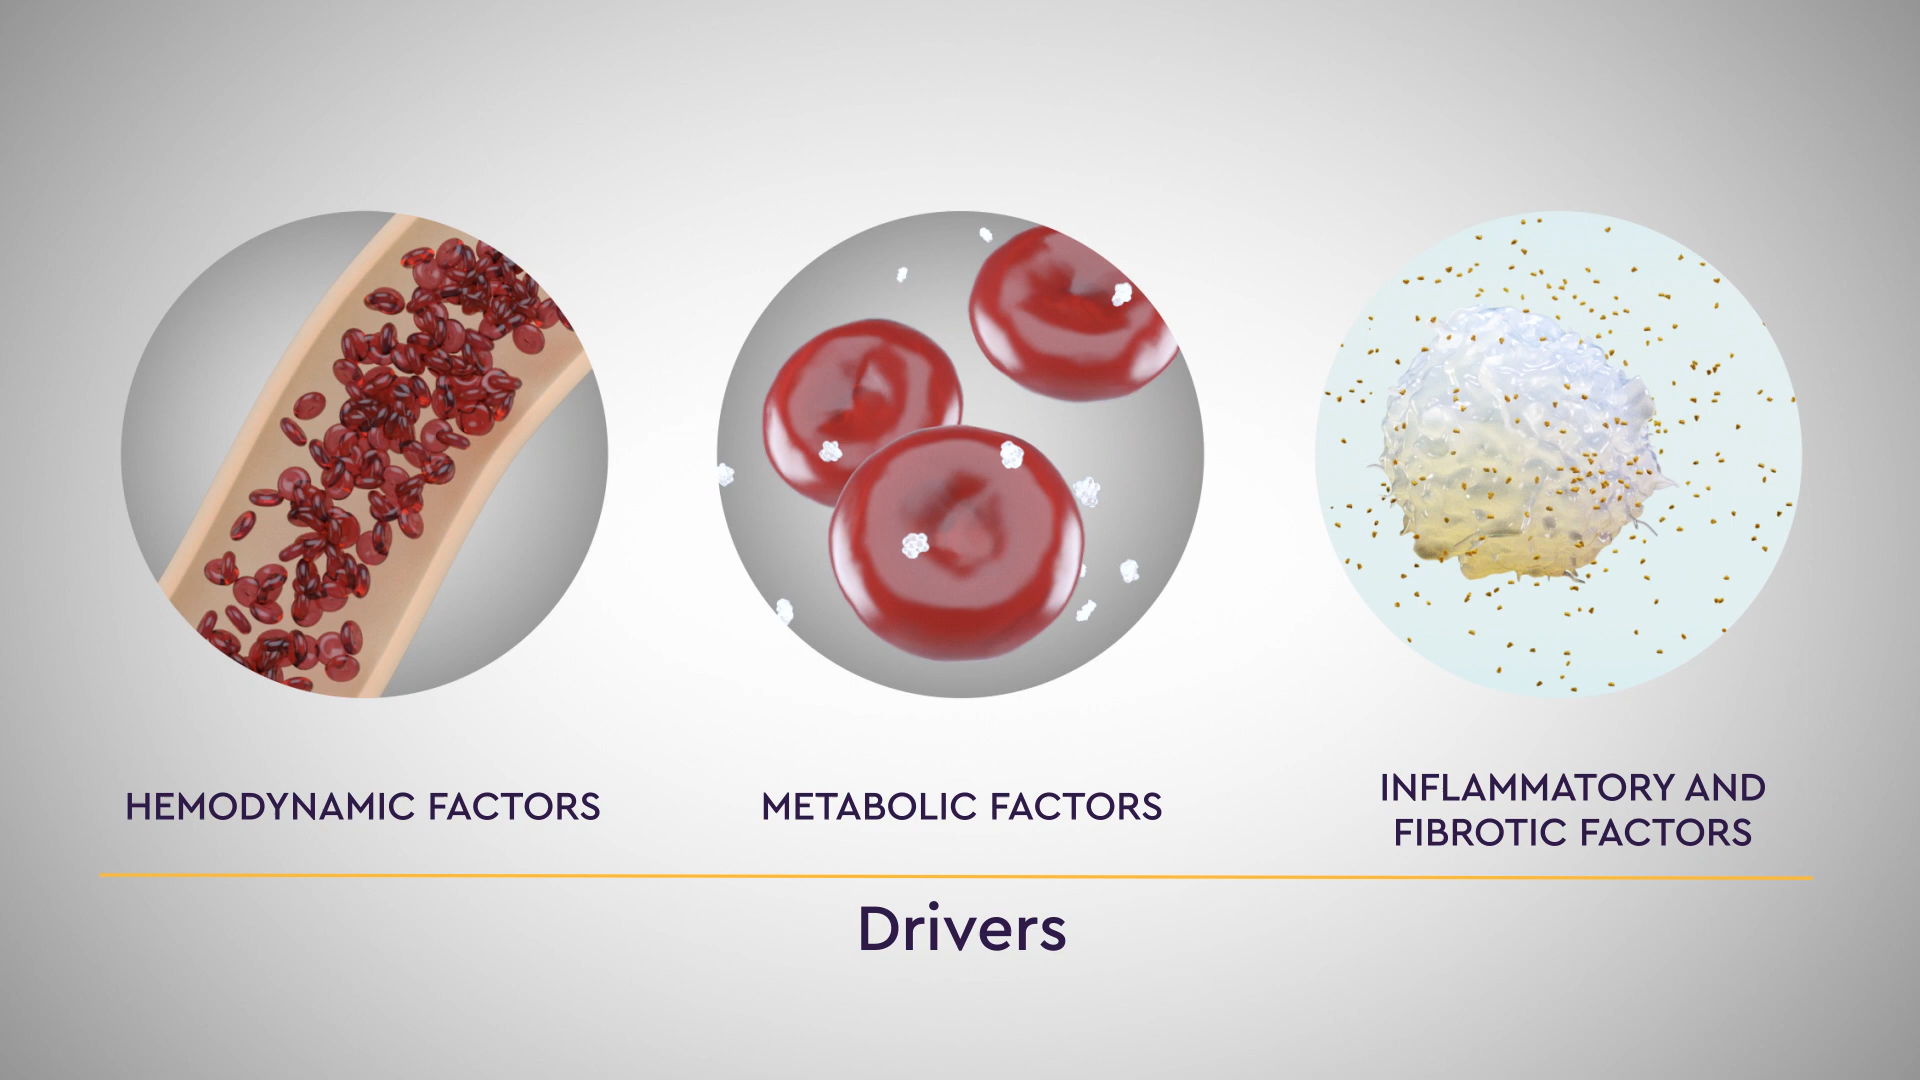 HEMODYNAMIC FACTORS
METABOLIC FACTORS
INFLAMMATORY AND
FIBROTIC FACTORS
Drivers